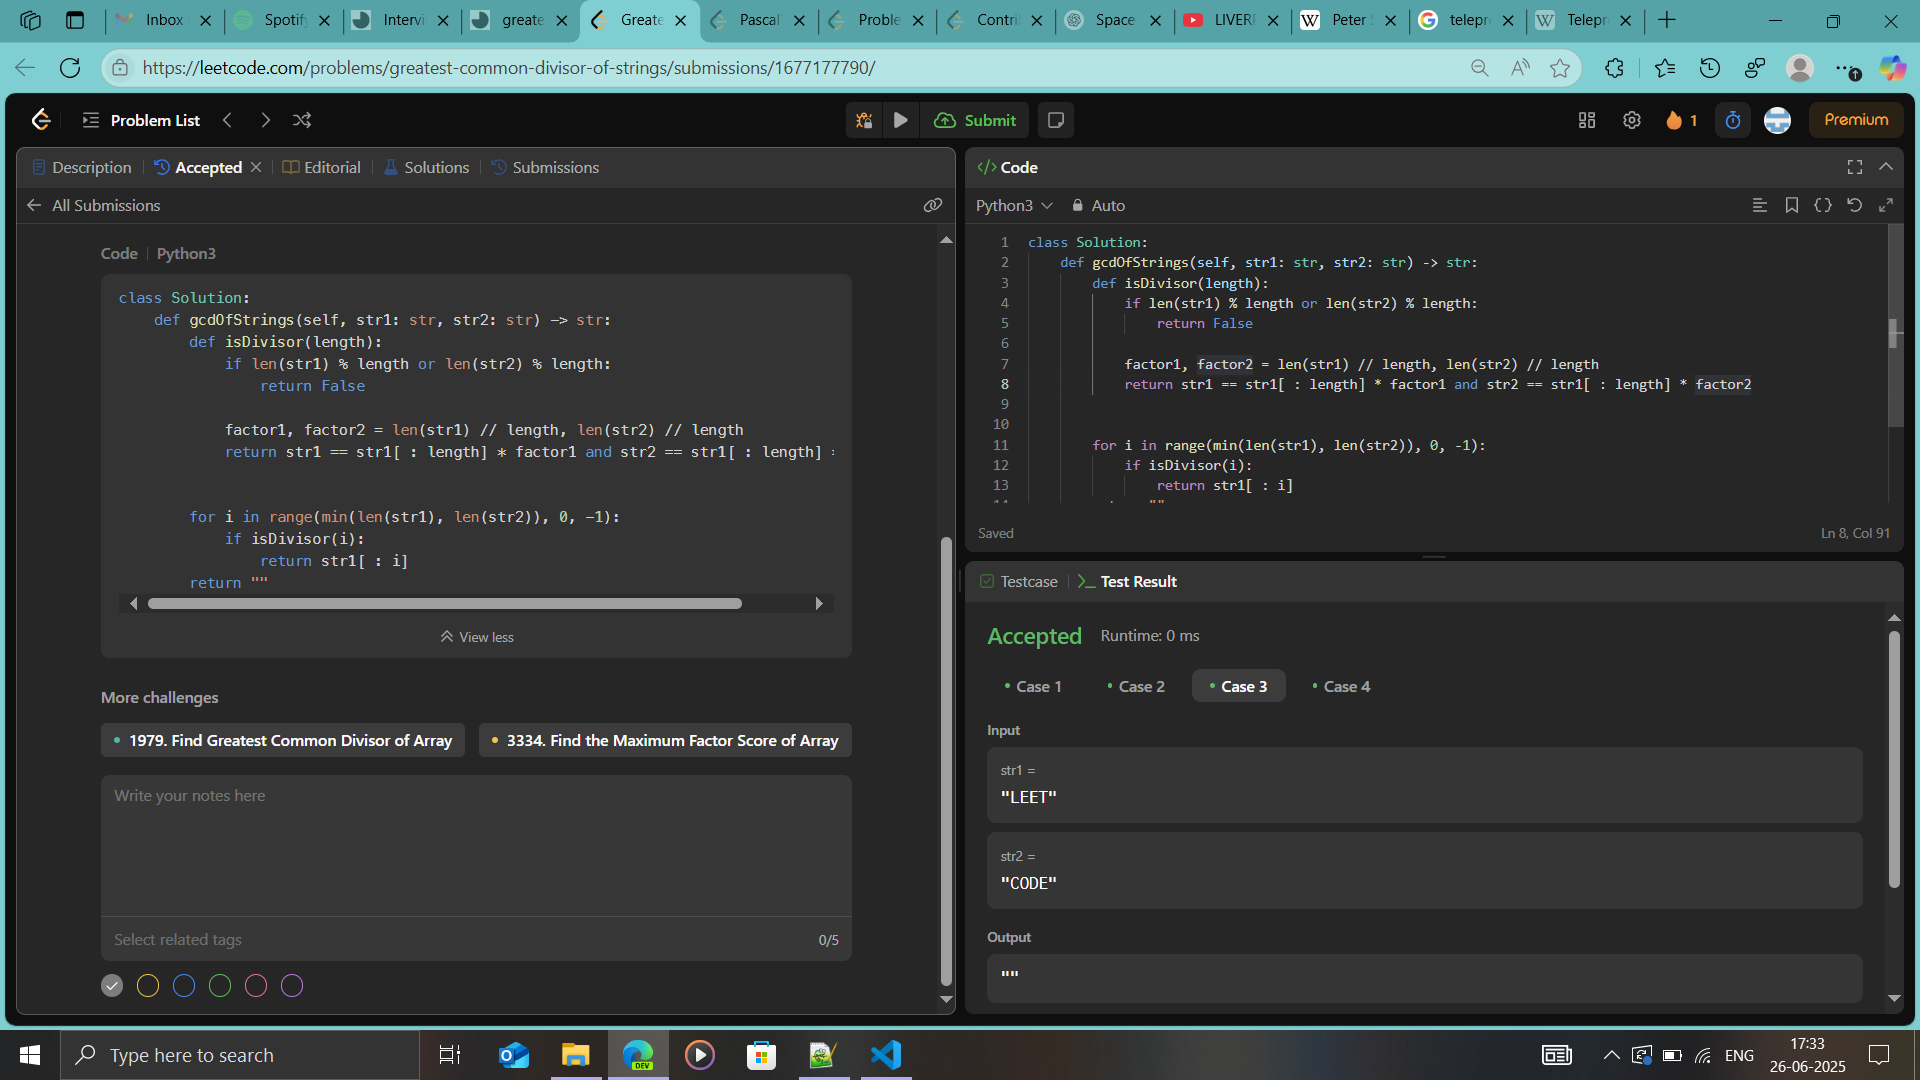 Inbox
Spotify
Intervi
greate
Greate
Pascal
Proble
Contri
Space
LIVER
Peter S
telepr
Telepr
https://leetcode.com/problems/greatest-common-divisor-of-strings/submissions/1677177790/
Problem List
Submit
1
Premium
Description
Accepted
Editorial
Solutions
Submissions
All Submissions
Code
Python3
class Solution:
def gcdOfStrings(self, str1: str, str2: str) -> str:
def isDivisor(length):
if len(str1) % length or len(str2) % length:
return False
factor1, factor2 = len(str1) // length, len(str2) // length
return str1 == str1[ : length] * factor1 and str2 == str1[ : length] *
for i in range(min(len(str1), len(str2)), 0, -1):
if isDivisor(i):
return str1[ : i]
return ""
View less
More challenges
1979. Find Greatest Common Divisor of Array
3334. Find the Maximum Factor Score of Array
Write your notes here
Select related tags
0/5
Code
Python3
Auto
1 class Solution:
2 def gcdOfStrings(self, str1: str, str2: str) -> str:
3 def isDivisor(length):
4 if len(str1) % length or len(str2) % length:
5 return False
6
7 factor1, factor2 = len(str1) // length, len(str2) // length
8 return str1 == str1[ : length] * factor1 and str2 == str1[ : length] * factor2
9
10
11 for i in range(min(len(str1), len(str2)), 0, -1):
12 if isDivisor(i):
13 return str1[ : i]
Saved
Ln 8, Col 91
Testcase
Test Result
Accepted
Runtime: 0 ms
Case 1
Case 2
Case 3
Case 4
Input
str1 =
"LEET"
str2 =
"CODE"
Output
""
Type here to search
DEV
ENG
17:33
26-06-2025